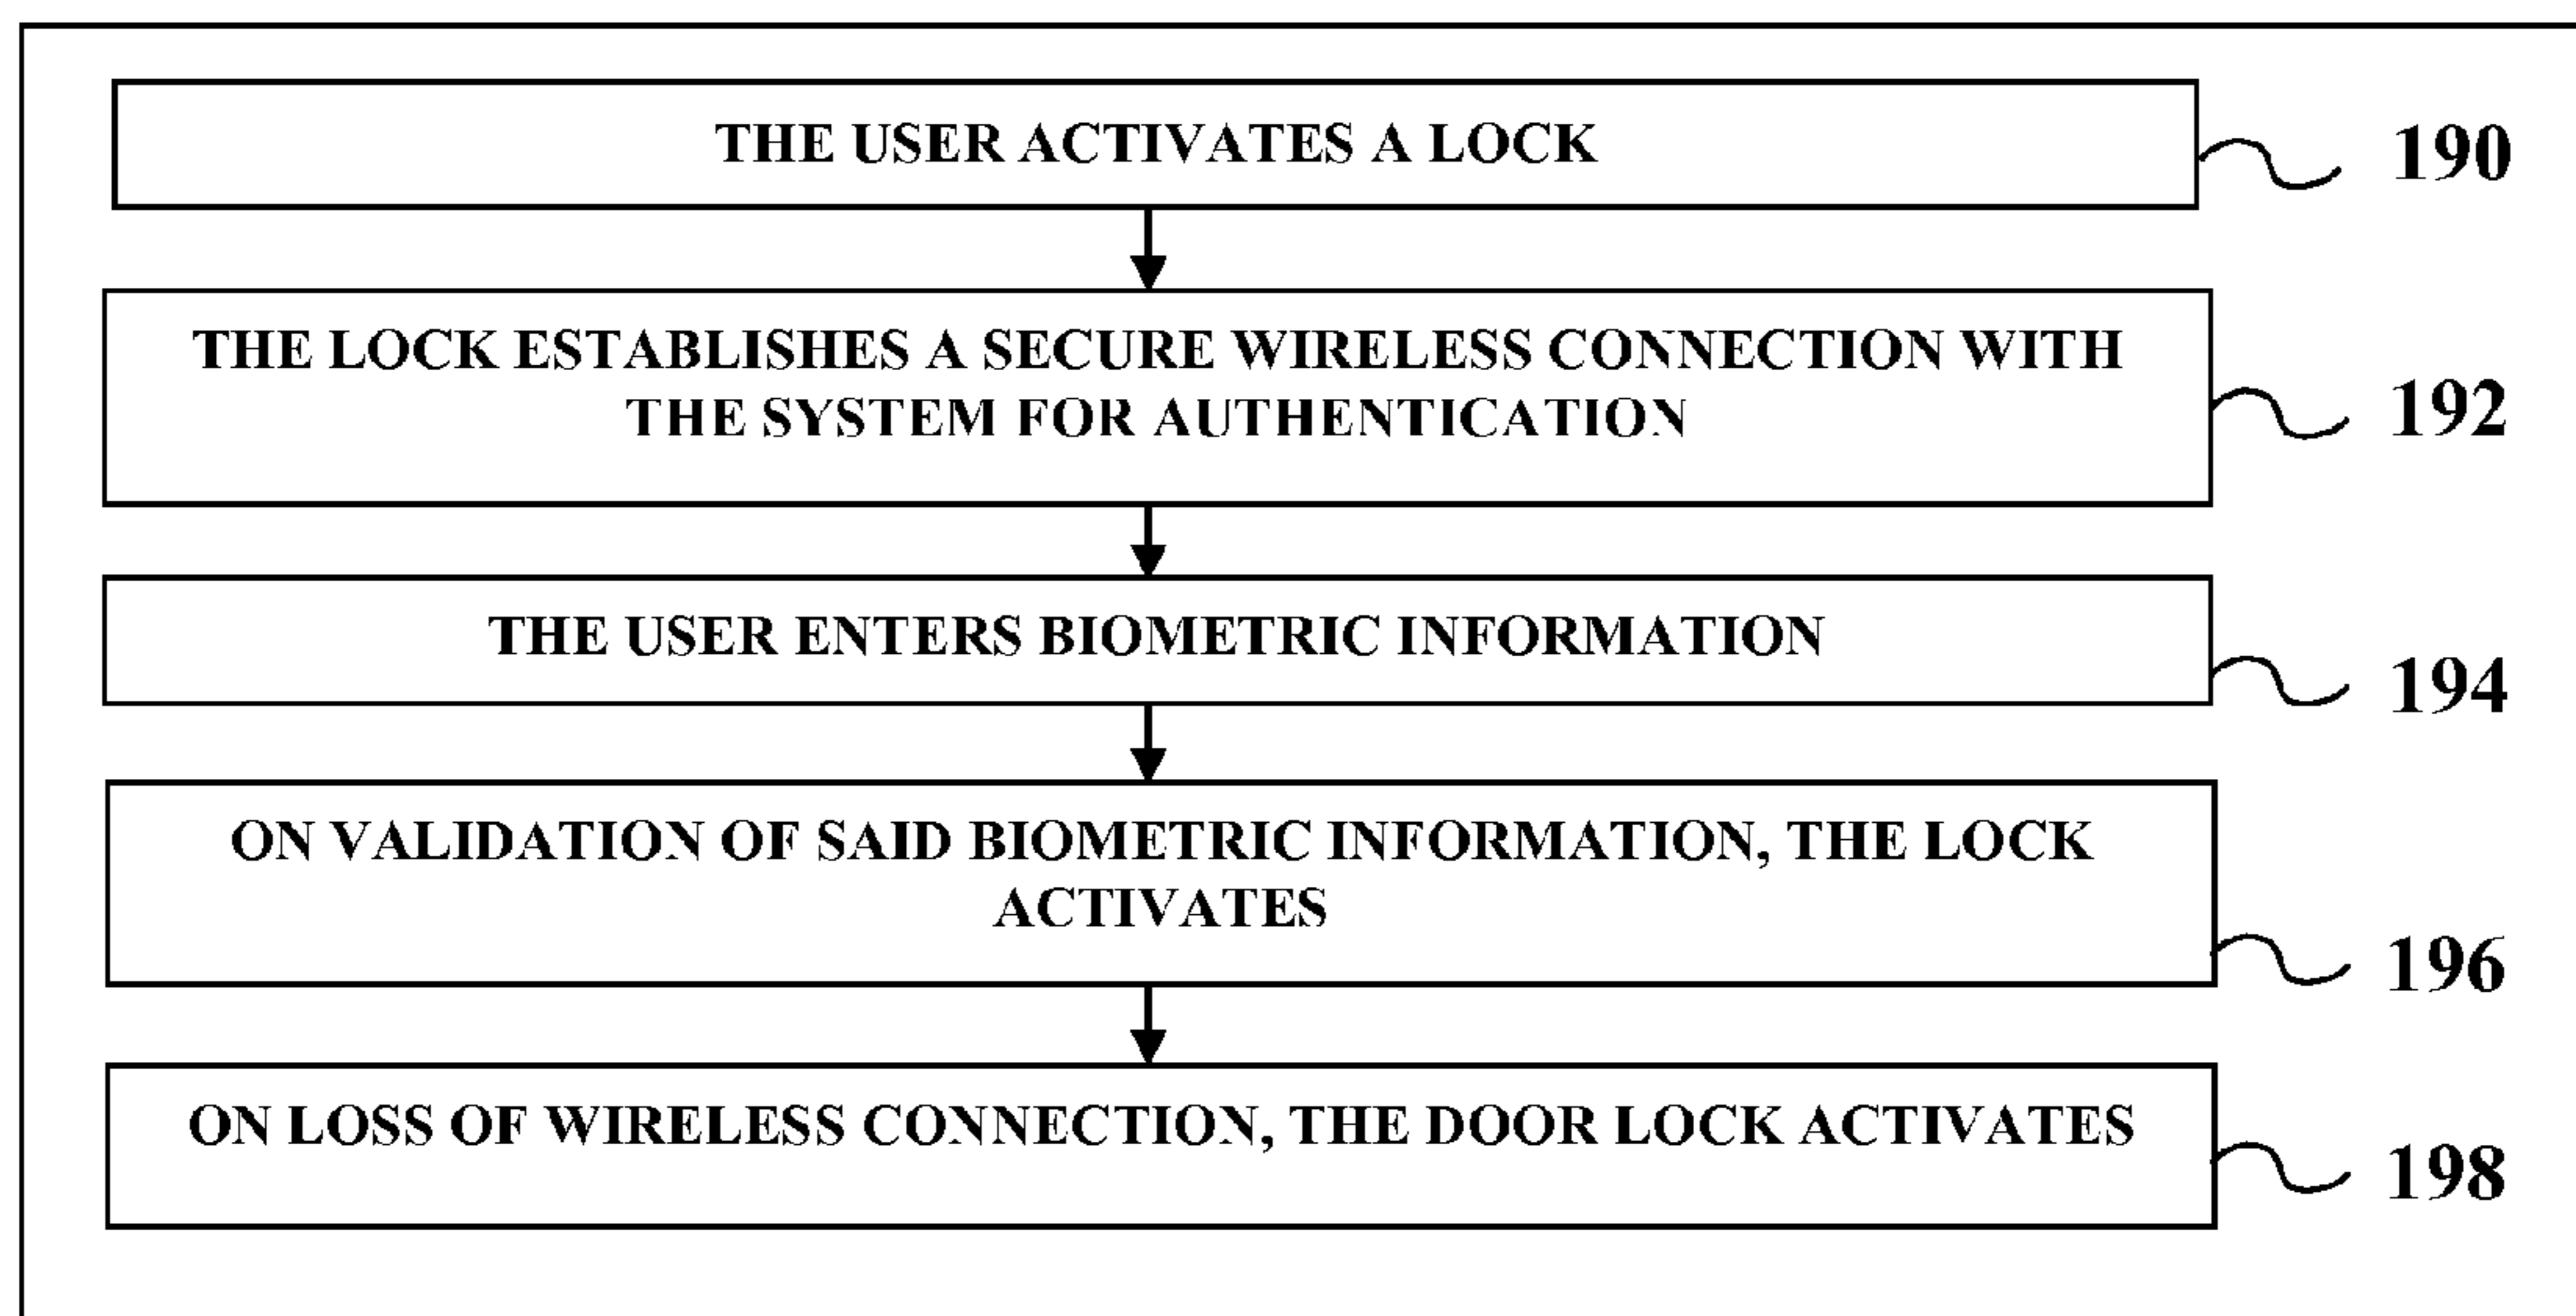 THE USER ACTIVATES A LOCK
190
THE LOCK ESTABLISHES A SECURE WIRELESS CONNECTION WITH
THE SYSTEM FOR AUTHENTICATION
192
THE USER ENTERS BIOMETRIC INFORMATION
194
ON VALIDATION OF SAID BIOMETRIC INFORMATION, THE LOCK
ACTIVATES
196
ON LOSS OF WIRELESS CONNECTION, THE DOOR LOCK ACTIVATES
198